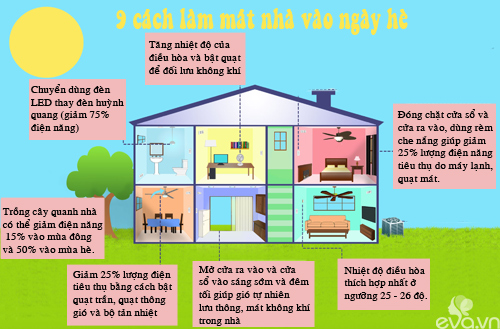 9 cách làm mát nhà vào ngày hè
Tăng nhiệt độ của
điều hòa và bật quạt
để đối lưu không khí
Chuyển dùng đèn
LED thay đèn huỳnh
quang (giảm 75%
điện năng)
Đóng chặt cửa sổ và
cửa ra vào, dùng rèm
che nắng giúp giảm
25% lượng điện năng
tiêu thụ do máy lạnh,
quạt mát.
Trồng cây quanh nhà
có thể giảm điện năng
15% vào mùa đông
và 50% vào mùa hè.
Giảm 25% lượng điện
tiêu thụ bằng cách bật
quạt trần, quạt thông
gió và bộ tản nhiệt
Mở cửa ra vào và cửa
sổ vào sáng sớm và đêm
tối giúp gió tự nhiên
lưu thông, mát không khí
trong nhà
Nhiệt độ điều hòa
thích hợp nhất ở
ngưỡng 25 - 26 độ.
eva.vn